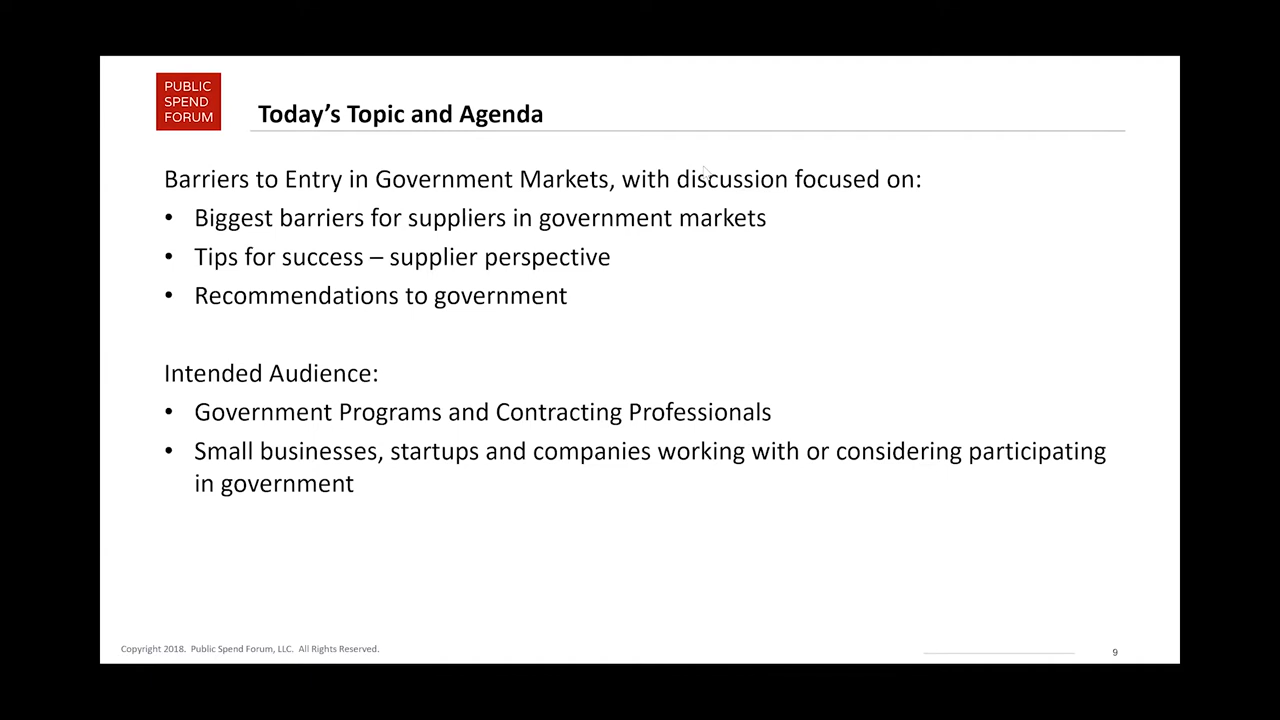 PUBLIC
SPEND
FORUM
Today's Topic and Agenda
Barriers to Entry in Government Markets, with discussion focused on:
• Biggest barriers for suppliers in government markets
• Tips for success – supplier perspective
• Recommendations to government
Intended Audience:
• Government Programs and Contracting Professionals
• Small businesses, startups and companies working with or considering participating
in government
Copyright 2018. Public Spend Forum, LLC. All Rights Reserved.
9